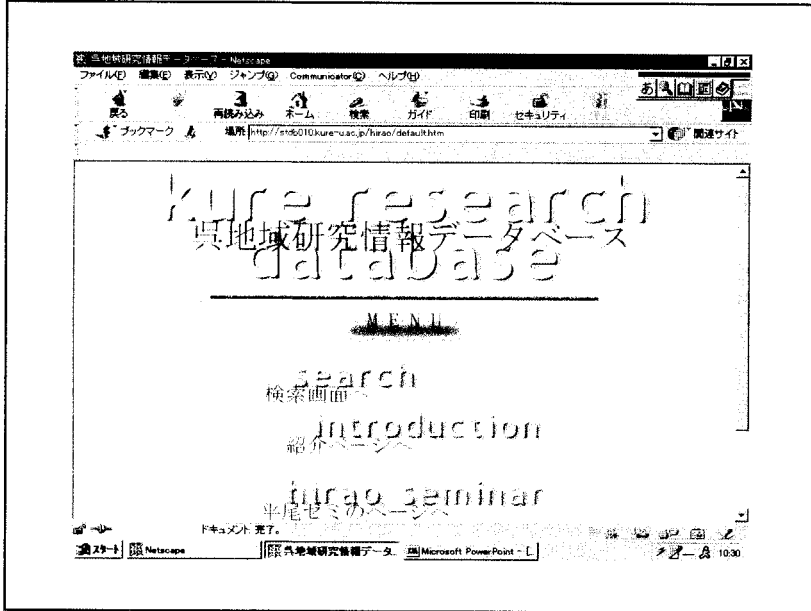 呉地域研究情報データベース - Netscape
ファイル(F) 編集(E) 表示(V) ジャンプ(G) Communicator(C) ヘルプ(H)
あ
戻る 再読み込み ホーム 検索 ガイド 印刷 セキュリティ
ブックマーク 場所 http://stdb010.kure-u.ac.jp/hirao/default.htm 関連サイト
kure research
呉地域研究情報データベース
database
MENU
search
検索画面へ
introduction
紹介ページへ
hirao seminar
平尾ゼミのページへ
ドキュメント: 完了。
スタート Netscape 呉地域研究情報データ... Microsoft PowerPoint - [... 10:30